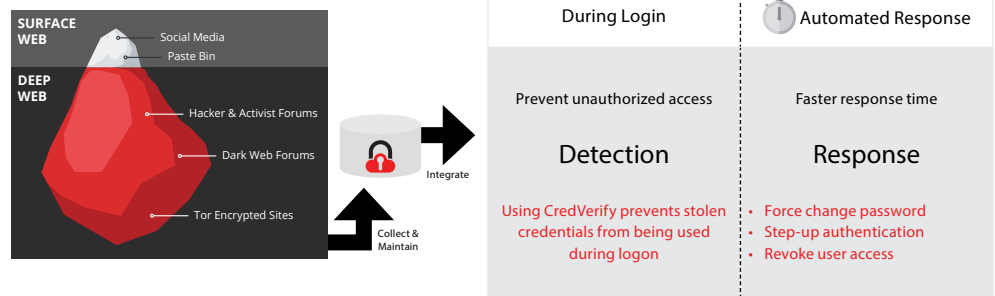 SURFACE
WEB
Social Media
Paste Bin
DEEP
WEB
Hacker & Activist Forums
Dark Web Forums
Tor Encrypted Sites
Collect &
Maintain
Integrate
During Login
Prevent unauthorized access
Detection
Using CredVerify prevents stolen
credentials from being used
during logon
Automated Response
Faster response time
Response
• Force change password
• Step-up authentication
• Revoke user access